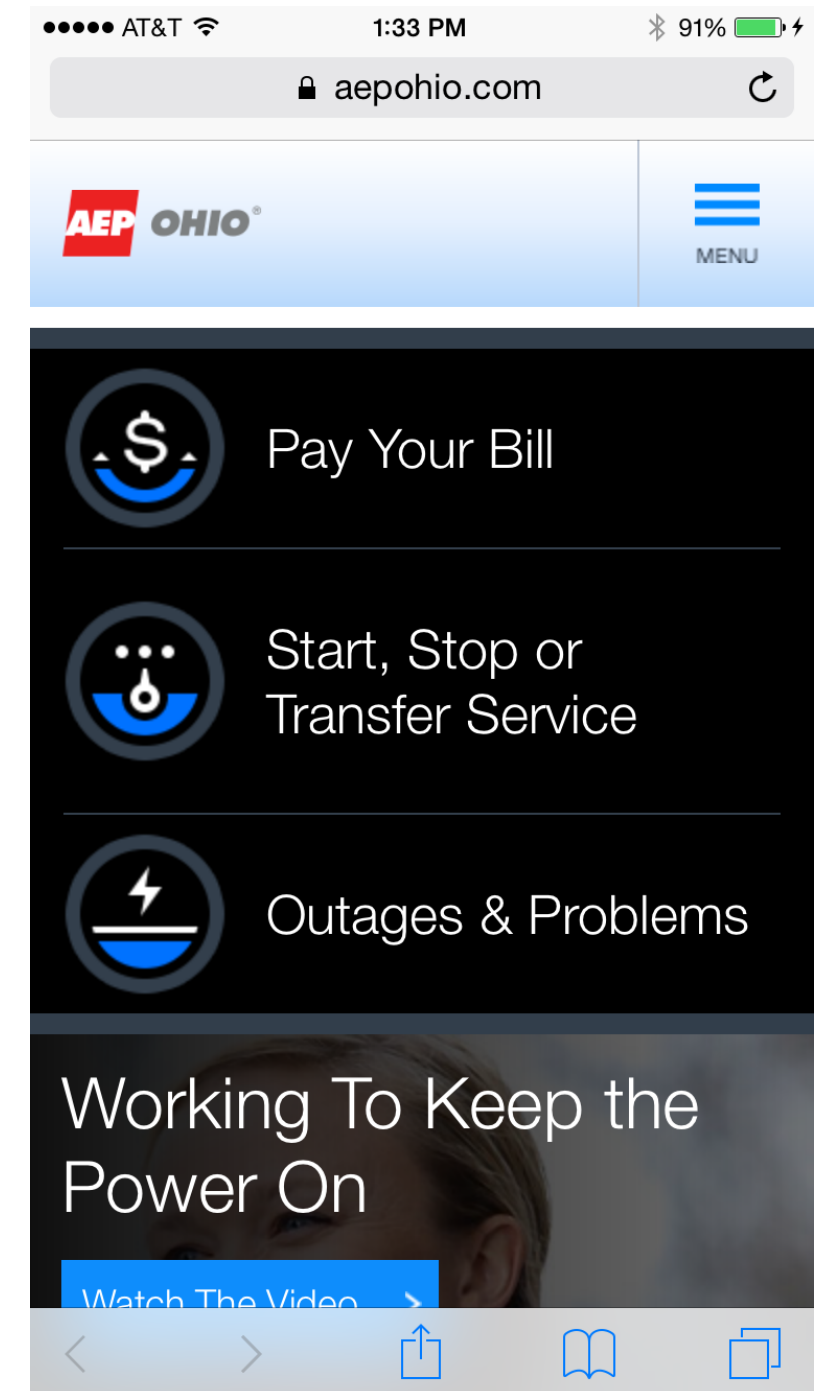 AT&T 1:33 PM 91%
aepohio.com
AEP OHIO®
MENU
$
Pay Your Bill
Start, Stop or
Transfer Service
Outages & Problems
Working To Keep the
Power On
Watch The Video >